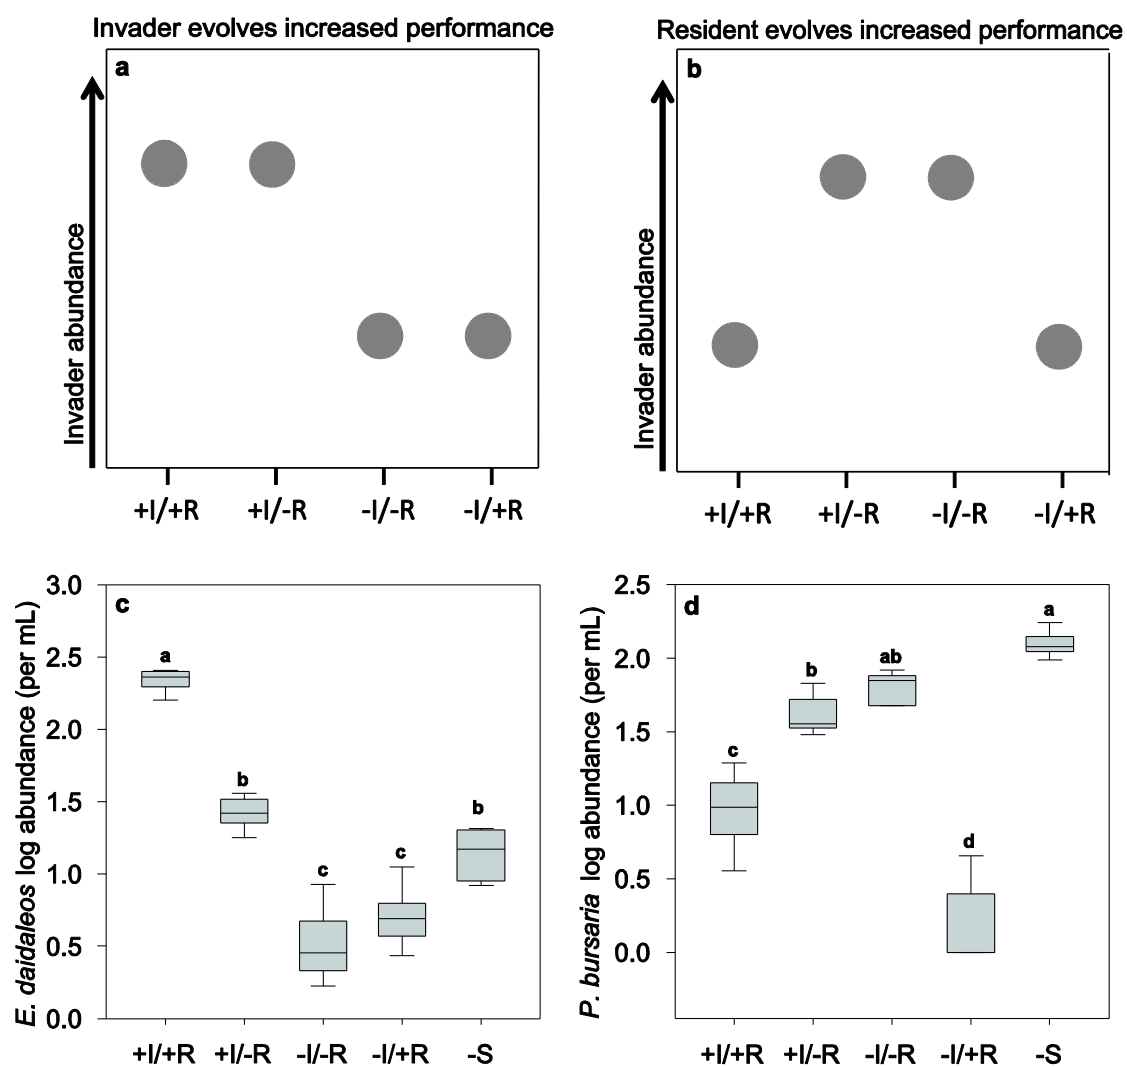 Invader evolves increased performance
a
Invader abundance
+I/+R +I/-R -I/-R -I/+R
Resident evolves increased performance
b
Invader abundance
+I/+R +I/-R -I/-R -I/+R
c
E. daidaleos log abundance (per mL)
3.0
2.5
2.0
1.5
1.0
0.5
0.0
a
b
c
c
b
+I/+R +I/-R -I/-R -I/+R -S
d
P. bursaria log abundance (per mL)
2.5
2.0
1.5
1.0
0.5
0.0
c
b
ab
d
a
+I/+R +I/-R -I/-R -I/+R -S